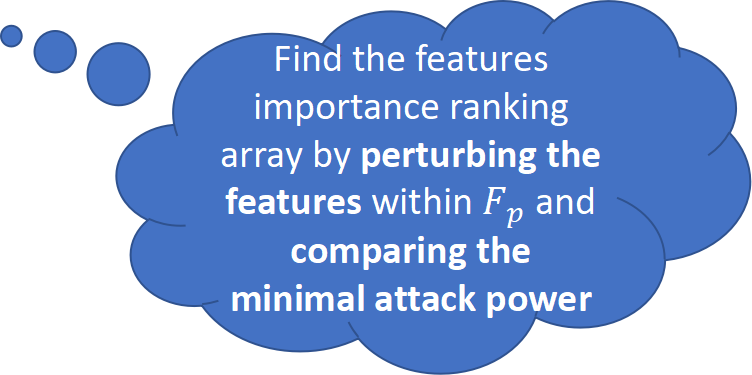 Find the features
importance ranking
array by perturbing the
features within Fₚ and
comparing the
minimal attack power